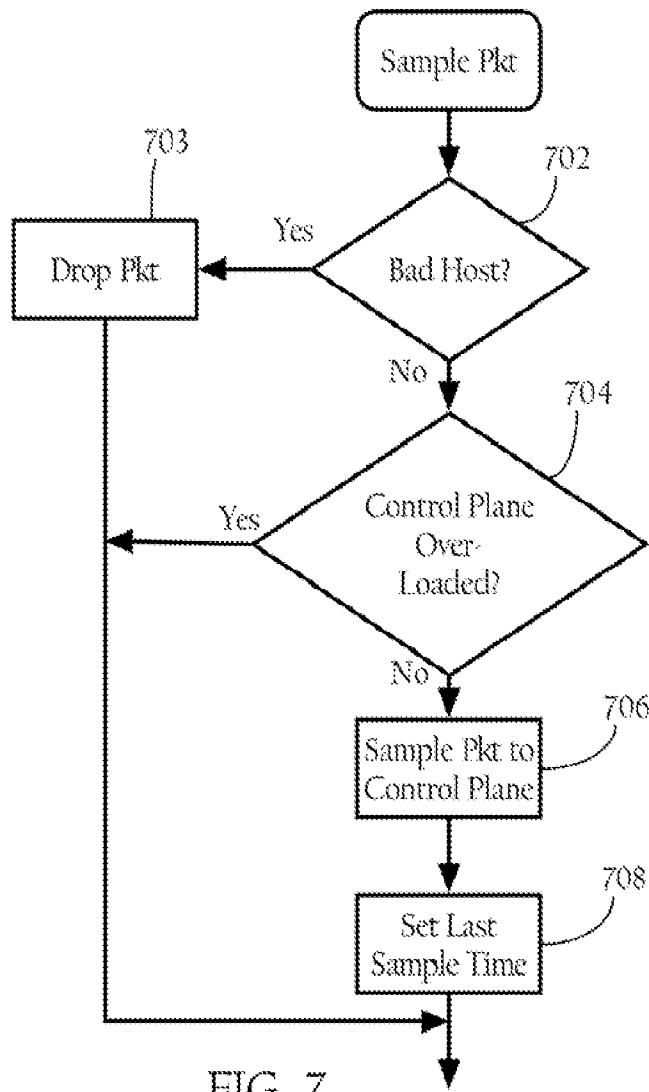 Sample Pkt
703
702
Yes
Drop Pkt
Bad Host?
No
704
Yes
Control Plane
Over-
Loaded?
No
706
Sample Pkt to
Control Plane
708
Set Last
Sample Time
FIG. 7